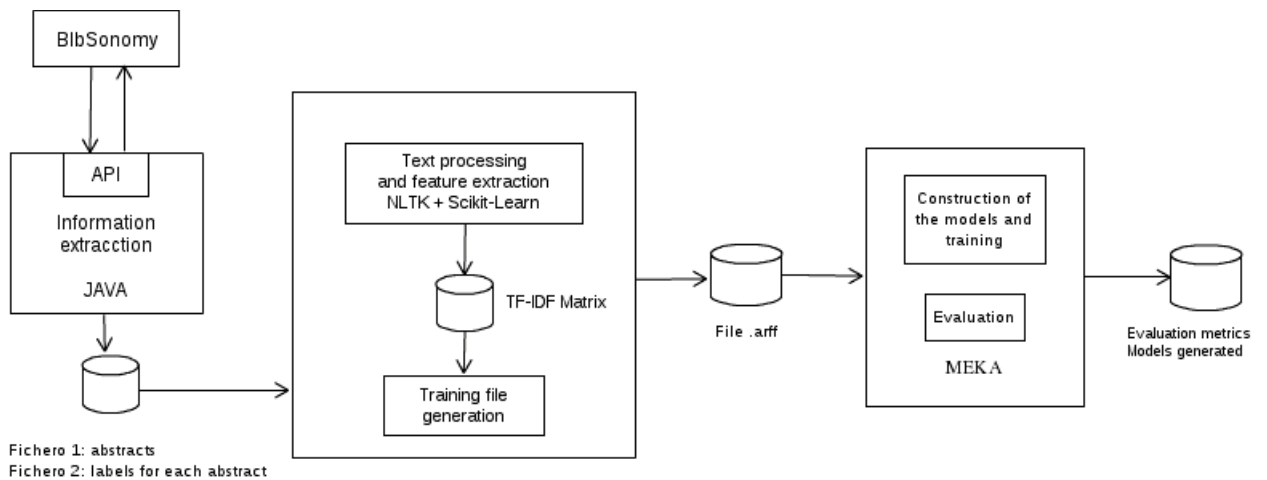 BIbSonomy
API
Information
extracction
JAVA
Fichero 1: abstracts
Fichero 2: labels for each abstract
Text processing
and feature extraction
NLTK + Scikit-Learn
TF-IDF Matrix
Training file
generation
File .arff
Construction of
the models and
training
Evaluation
MEKA
Evaluation metrics
Models generated